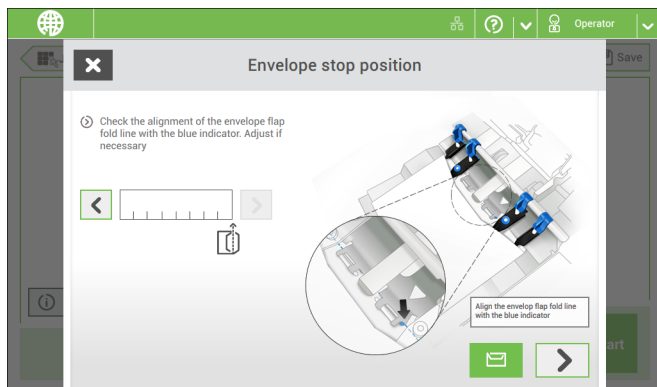 Operator
Save
Envelope stop position
Check the alignment of the envelope flap
fold line with the blue indicator. Adjust if
necessary
Align the envelop flap fold line
with the blue indicator
art